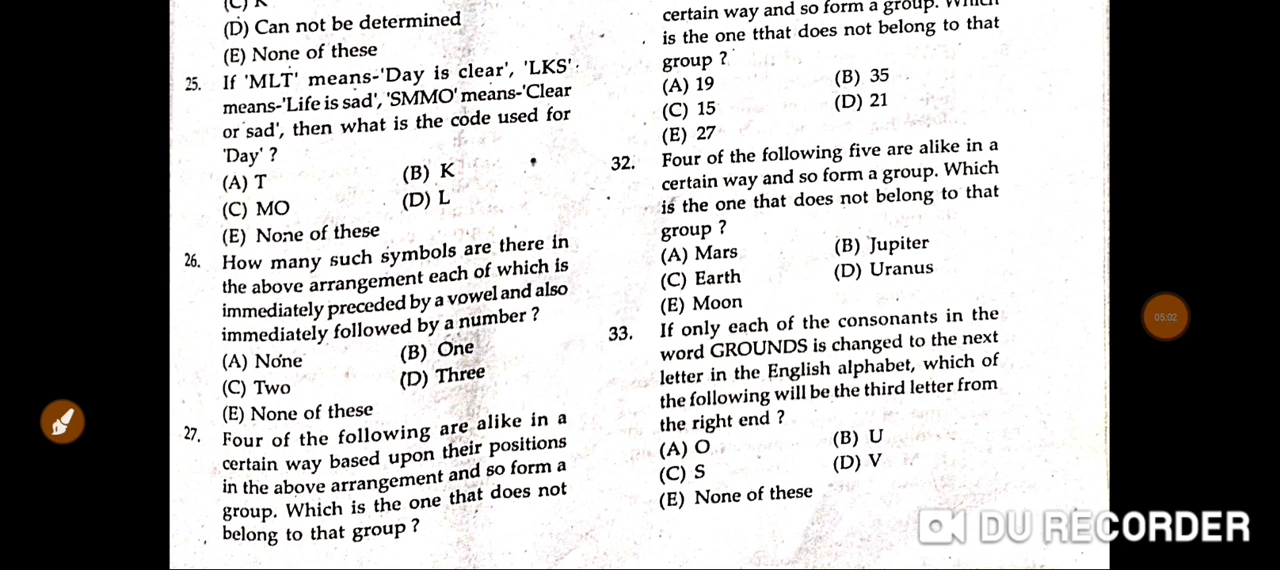 (C) K
(D) Can not be determined
(E) None of these
25. If 'MLT' means-'Day is clear', 'LKS'
means-'Life is sad', 'SMMO' means-'Clear
or sad', then what is the code used for
'Day' ?
(A) T (B) K
(C) MO (D) L
(E) None of these
26. How many such symbols are there in
the above arrangement each of which is
immediately preceded by a vowel and also
immediately followed by a number ?
(A) None (B) One
(C) Two (D) Three
(E) None of these
27. Four of the following are alike in a
certain way based upon their positions
in the above arrangement and so form a
group. Which is the one that does not
belong to that group ?
certain way and so form a group. Which
is the one tthat does not belong to that
group ?
(A) 19 (B) 35
(C) 15 (D) 21
(E) 27
32. Four of the following five are alike in a
certain way and so form a group. Which
is the one that does not belong to that
group ?
(A) Mars (B) Jupiter
(C) Earth (D) Uranus
(E) Moon
33. If only each of the consonants in the
word GROUNDS is changed to the next
letter in the English alphabet, which of
the following will be the third letter from
the right end ?
(A) O (B) U
(C) S (D) V
(E) None of these
05:02
DU RECORDER